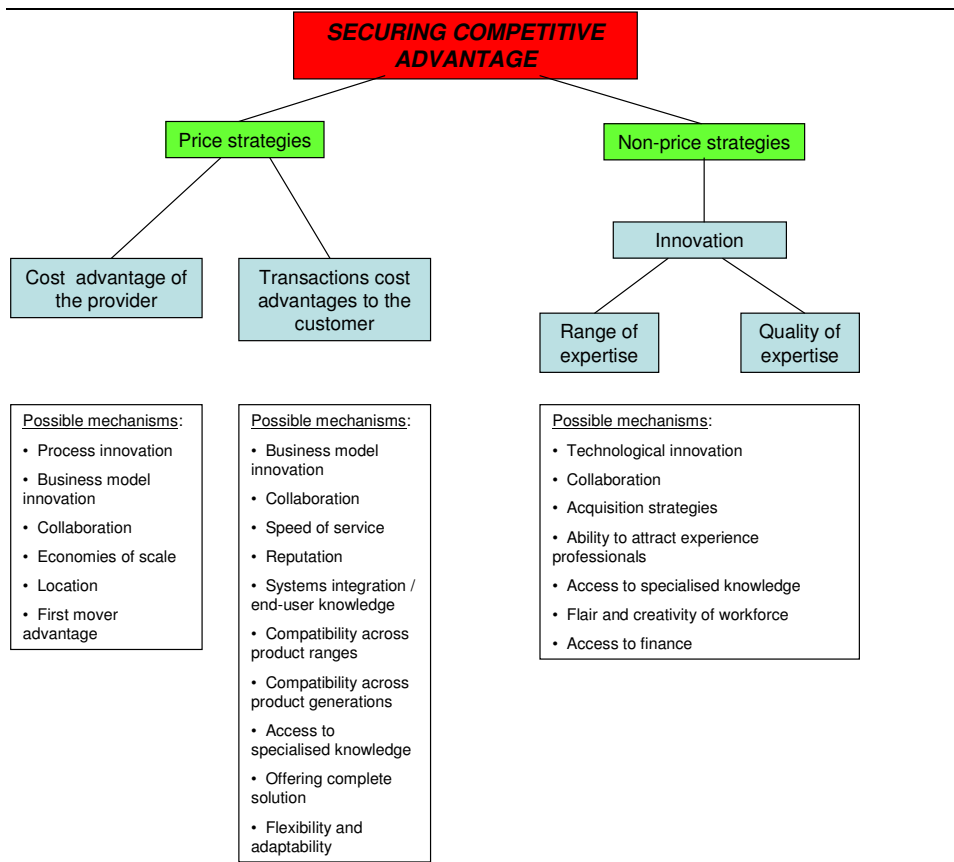 SECURING COMPETITIVE
ADVANTAGE
Price strategies
Non-price strategies
Innovation
Cost advantage of
the provider
Transactions cost
advantages to the
customer
Range of
expertise
Quality of
expertise
Possible mechanisms:
• Process innovation
• Business model
innovation
• Collaboration
• Economies of scale
• Location
• First mover
advantage
Possible mechanisms:
• Business model
innovation
• Collaboration
• Speed of service
• Reputation
• Systems integration /
end-user knowledge
• Compatibility across
product ranges
• Compatibility across
product generations
• Access to
specialised knowledge
• Offering complete
solution
• Flexibility and
adaptability
Possible mechanisms:
• Technological innovation
• Collaboration
• Acquisition strategies
• Ability to attract experience
professionals
• Access to specialised knowledge
• Flair and creativity of workforce
• Access to finance